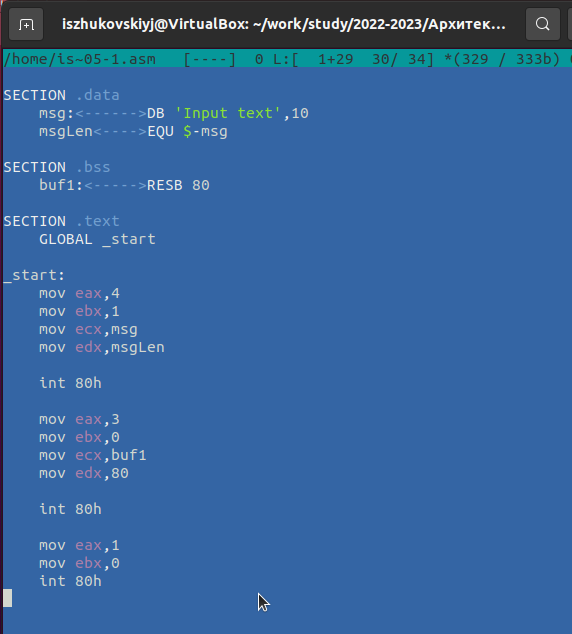 iszhukovskiyj@VirtualBox: ~/work/study/2022-2023/Архитек...
/home/is~05-1.asm   [----]  0 L:[  1+29  30/ 34] *(329 / 333b)
SECTION .data
    msg:<------>DB 'Input text',10
    msgLen<---->EQU $-msg
SECTION .bss
    buf1:<----->RESB 80
SECTION .text
    GLOBAL _start
_start:
    mov eax,4
    mov ebx,1
    mov ecx,msg
    mov edx,msgLen
    int 80h
    mov eax,3
    mov ebx,0
    mov ecx,buf1
    mov edx,80
    int 80h
    mov eax,1
    mov ebx,0
    int 80h